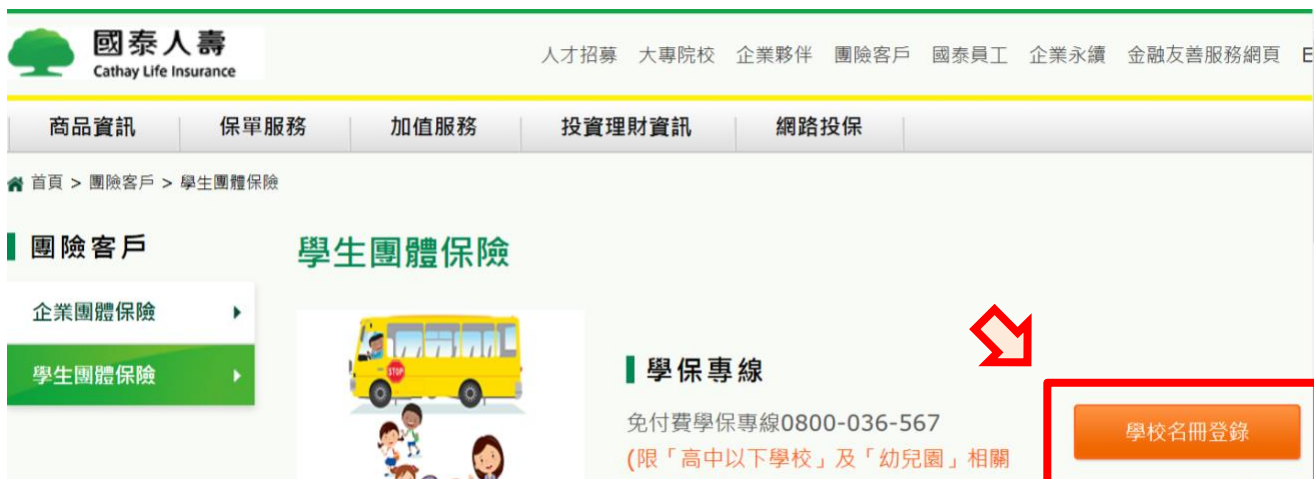 國泰人壽
Cathay Life Insurance
人才招募 大專院校 企業夥伴 團險客戶 國泰員工 企業永續 金融友善服務網頁 E
商品資訊 保單服務 加值服務 投資理財資訊 網路投保
首頁 > 團險客戶 > 學生團體保險
團險客戶
企業團體保險
學生團體保險
學生團體保險
STOP
學保專線
免付費學保專線0800-036-567
(限「高中以下學校」及「幼兒園」相關
學校名冊登錄